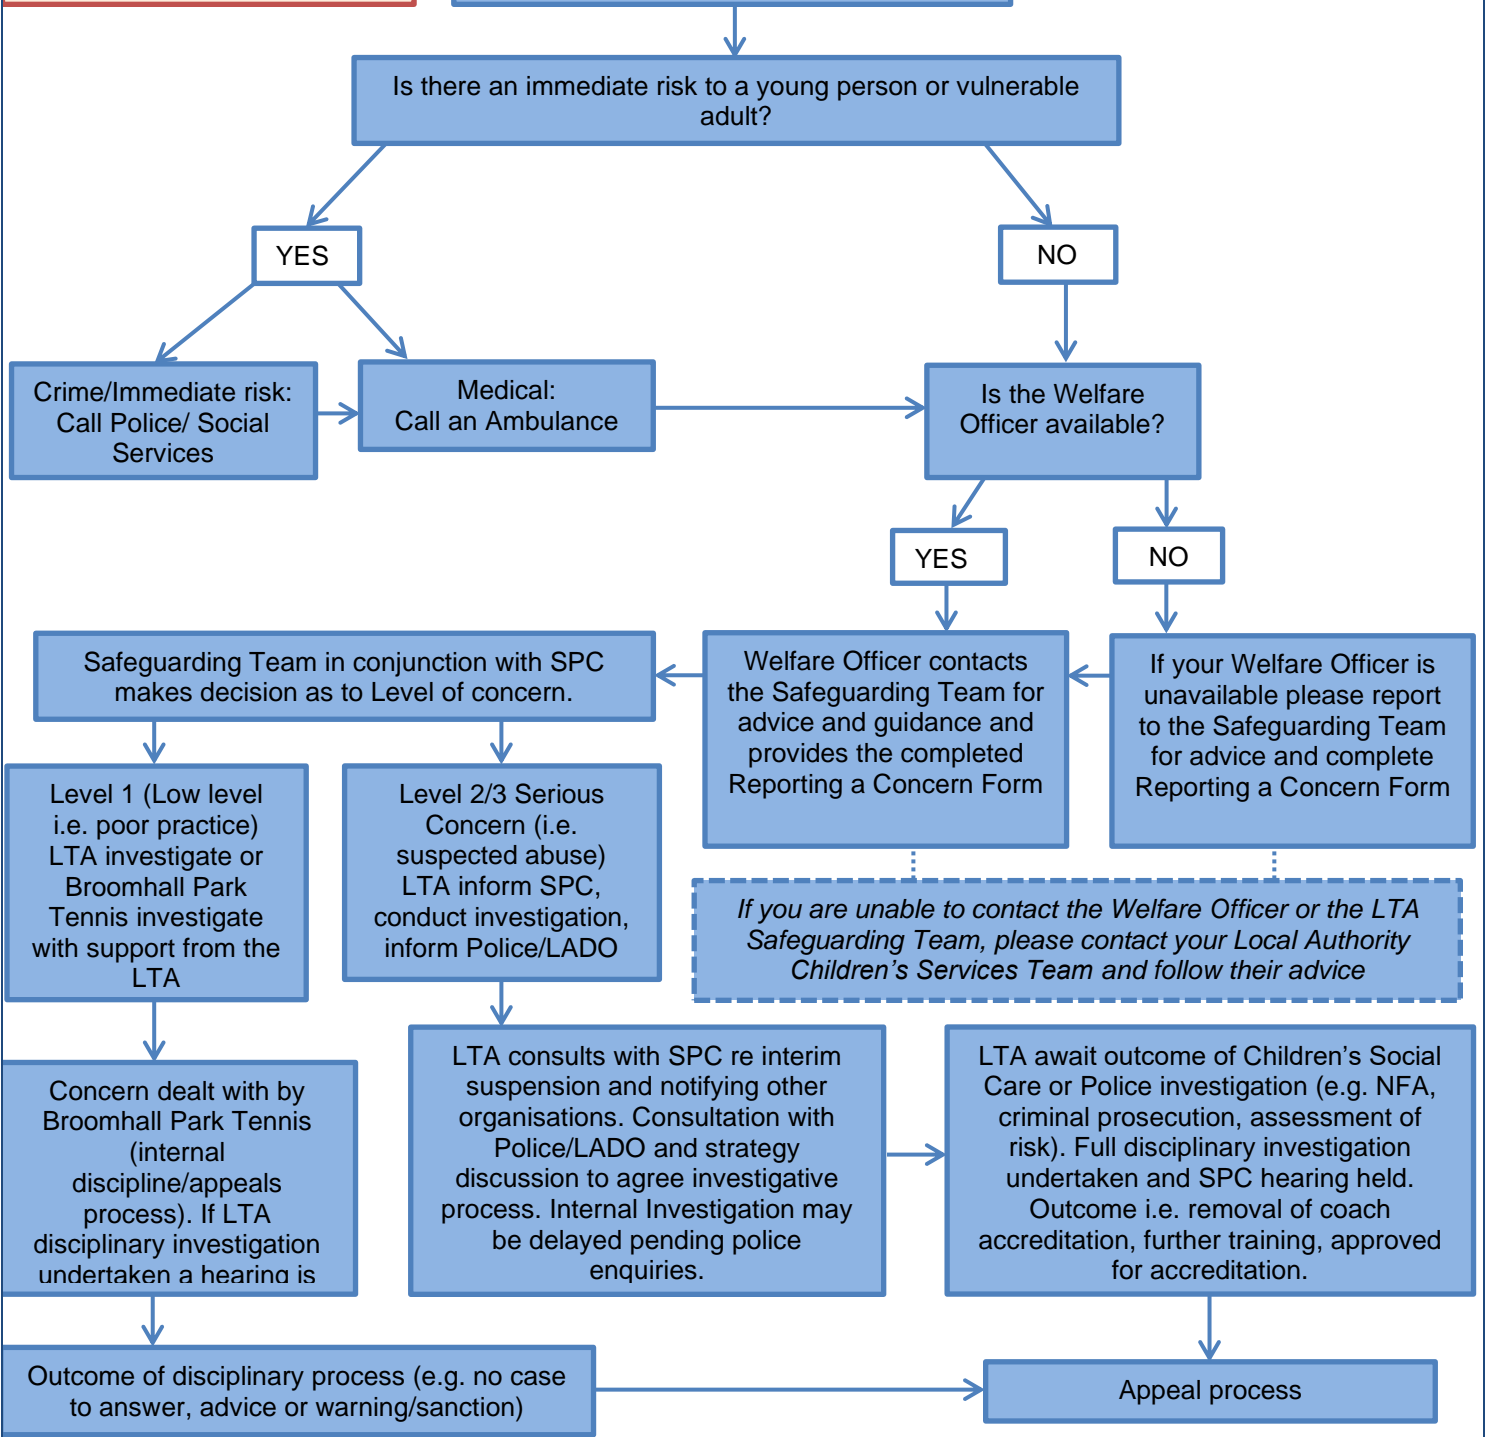 Is there an immediate risk to a young person or vulnerable
adult?
YES
NO
Crime/Immediate risk:
Call Police/ Social
Services
Medical:
Call an Ambulance
Is the Welfare
Officer available?
YES
NO
Safeguarding Team in conjunction with SPC
makes decision as to Level of concern.
Welfare Officer contacts
the Safeguarding Team for
advice and guidance and
provides the completed
Reporting a Concern Form
If your Welfare Officer is
unavailable please report
to the Safeguarding Team
for advice and complete
Reporting a Concern Form
Level 1 (Low level
i.e. poor practice)
LTA investigate or
Broomhall Park
Tennis investigate
with support from the
LTA
Level 2/3 Serious
Concern (i.e.
suspected abuse)
LTA inform SPC,
conduct investigation,
inform Police/LADO
If you are unable to contact the Welfare Officer or the LTA
Safeguarding Team, please contact your Local Authority
Children’s Services Team and follow their advice
Concern dealt with by
Broomhall Park Tennis
(internal
discipline/appeals
process). If LTA
disciplinary investigation
undertaken a hearing is
LTA consults with SPC re interim
suspension and notifying other
organisations. Consultation with
Police/LADO and strategy
discussion to agree investigative
process. Internal Investigation may
be delayed pending police
enquiries.
LTA await outcome of Children’s Social
Care or Police investigation (e.g. NFA,
criminal prosecution, assessment of
risk). Full disciplinary investigation
undertaken and SPC hearing held.
Outcome i.e. removal of coach
accreditation, further training, approved
for accreditation.
Outcome of disciplinary process (e.g. no case
to answer, advice or warning/sanction)
Appeal process